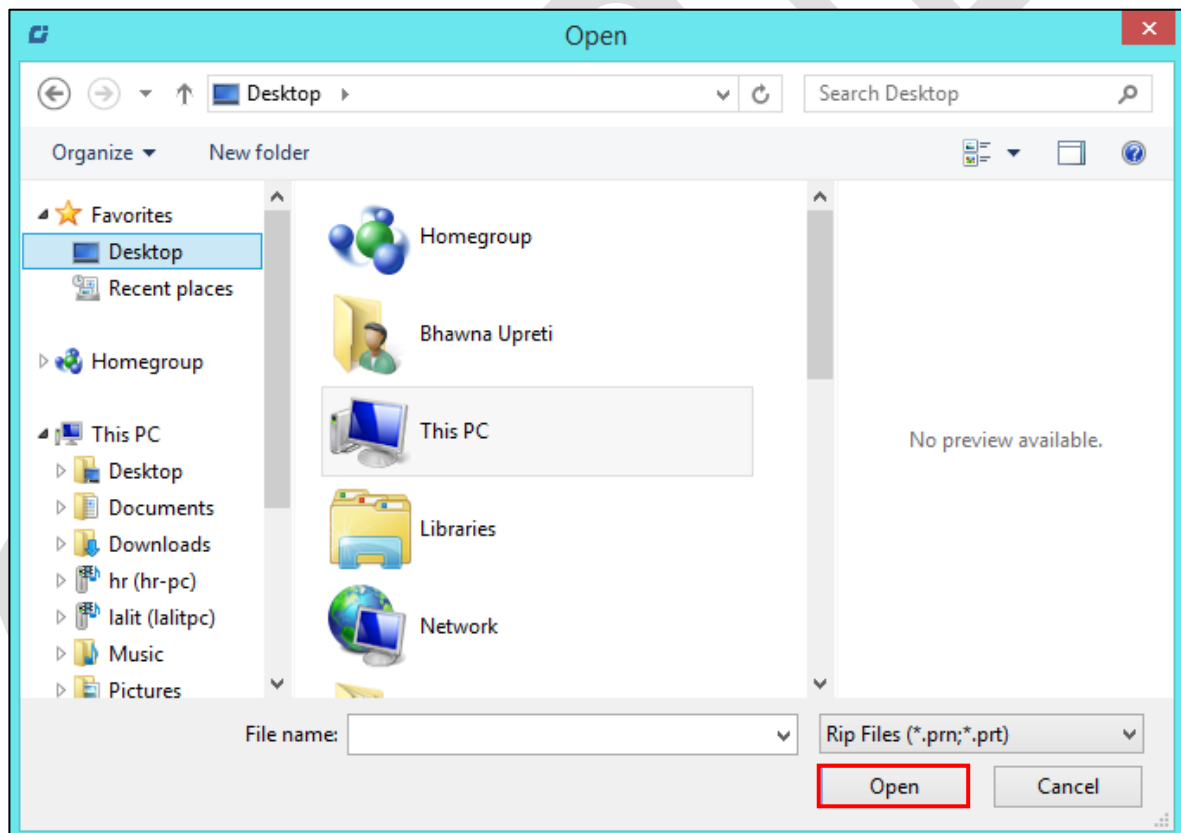 Open
Desktop
Search Desktop
Organize
New folder
Favorites
Desktop
Recent places
Homegroup
This PC
Desktop
Documents
Downloads
hr (hr-pc)
lalit (lalitpc)
Music
Pictures
Homegroup
Bhawna Upreti
This PC
Libraries
Network
No preview available.
File name:
Rip Files (*.prn;*.prt)
Open
Cancel